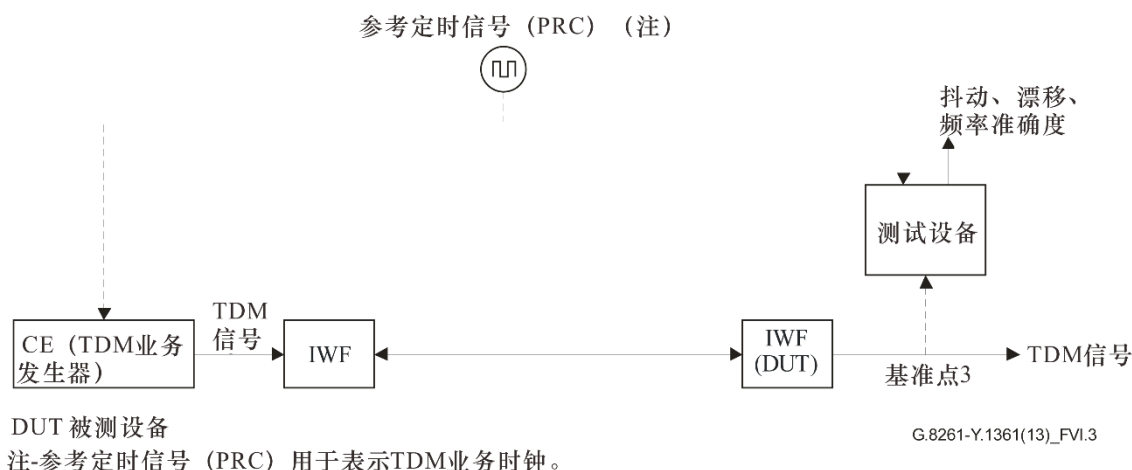 参考定时信号（PRC）（注）
抖动、漂移、
频率准确度
测试设备
CE（TDM业务
发生器）
TDM
信号
IWF
IWF
(DUT)
基准点3
TDM信号
DUT 被测设备
G.8261-Y.1361(13)_FVI.3
注-参考定时信号（PRC）用于表示TDM业务时钟。